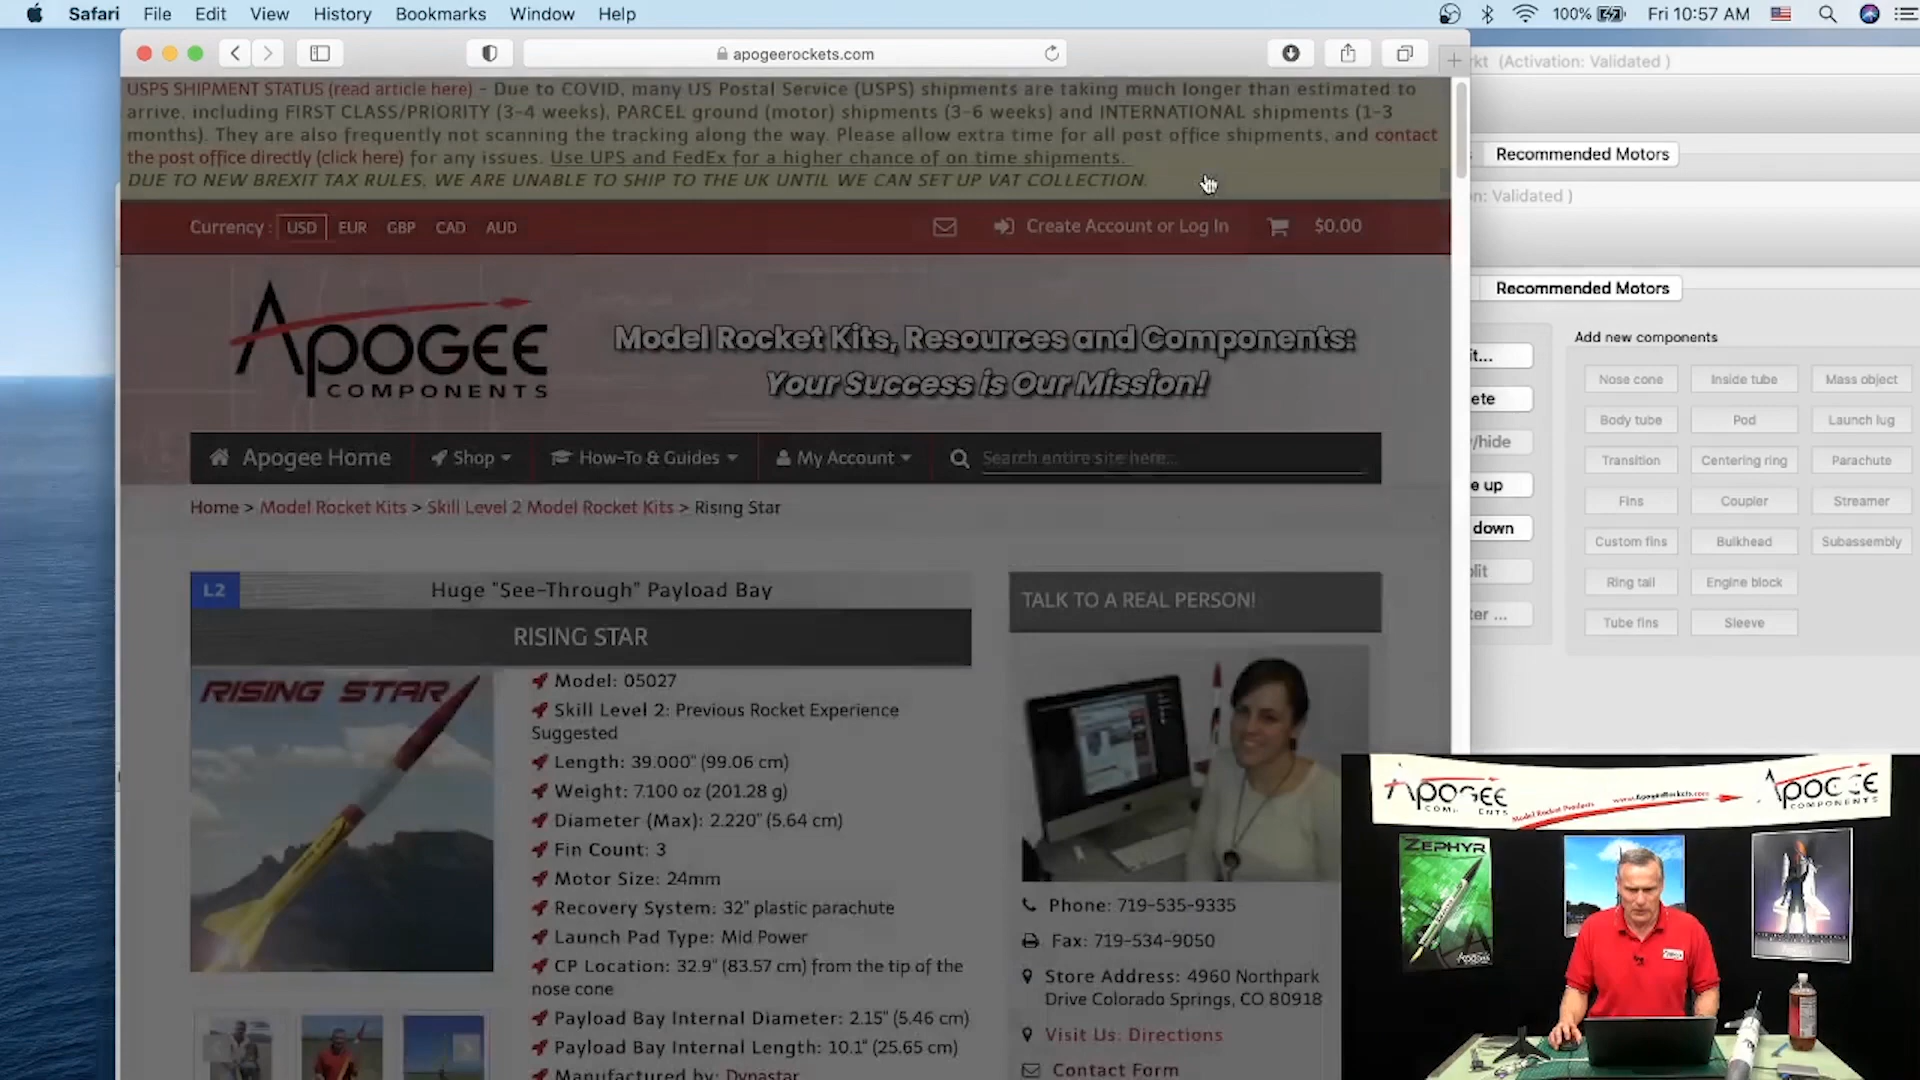 Safari File Edit View History Bookmarks Window Help 100% Fri 10:57 AM
apogeerockets.com
(Activation: Validated )
USPS SHIPMENT STATUS (read article here) - Due to COVID, many US Postal Service (USPS) shipments are taking much longer than estimated to
arrive, including FIRST CLASS/PRIORITY (3-4 weeks), PARCEL ground (motor) shipments (3-6 weeks) and INTERNATIONAL shipments (1-3
months). They are also frequently not scanning the tracking along the way. Please allow extra time for all post office shipments, and contact
the post office directly (click here) for any issues. Use UPS and FedEx for a higher chance of on time shipments.
DUE TO NEW BREXIT TAX RULES, WE ARE UNABLE TO SHIP TO THE UK UNTIL WE CAN SET UP VAT COLLECTION.
Recommended Motors
Validated )
Currency : USD EUR GBP CAD AUD Create Account or Log In $0.00
Recommended Motors
APOGEE
COMPONENTS
Model Rocket Kits, Resources and Components:
Your Success is Our Mission!
Apogee Home Shop How-To & Guides My Account Search entire site here...
Home > Model Rocket Kits > Skill Level 2 Model Rocket Kits > Rising Star
L2 Huge "See-Through" Payload Bay
RISING STAR
RISING STAR
Model: 05027
Skill Level 2: Previous Rocket Experience
Suggested
Length: 39.000" (99.06 cm)
Weight: 7.100 oz (201.28 g)
Diameter (Max): 2.220" (5.64 cm)
Fin Count: 3
Motor Size: 24mm
Recovery System: 32" plastic parachute
Launch Pad Type: Mid Power
CP Location: 32.9" (83.57 cm) from the tip of the
nose cone
Payload Bay Internal Diameter: 2.15" (5.46 cm)
Payload Bay Internal Length: 10.1" (25.65 cm)
Manufactured by: Dynastar
TALK TO A REAL PERSON!
Phone: 719-535-9335
Fax: 719-534-9050
Store Address: 4960 Northpark
Drive Colorado Springs, CO 80918
Visit Us: Directions
Contact Form
up
down
Add new components
Nose cone Inside tube Mass object
Body tube Pod Launch lug
Transition Centering ring Parachute
Fins Coupler Streamer
Custom fins Bulkhead Subassembly
Ring tail Engine block
Tube fins Sleeve
APOGEE
Model Rocket Products www.ApogeeRockets.com
COMPONENTS
ZEPHYR
Apogee